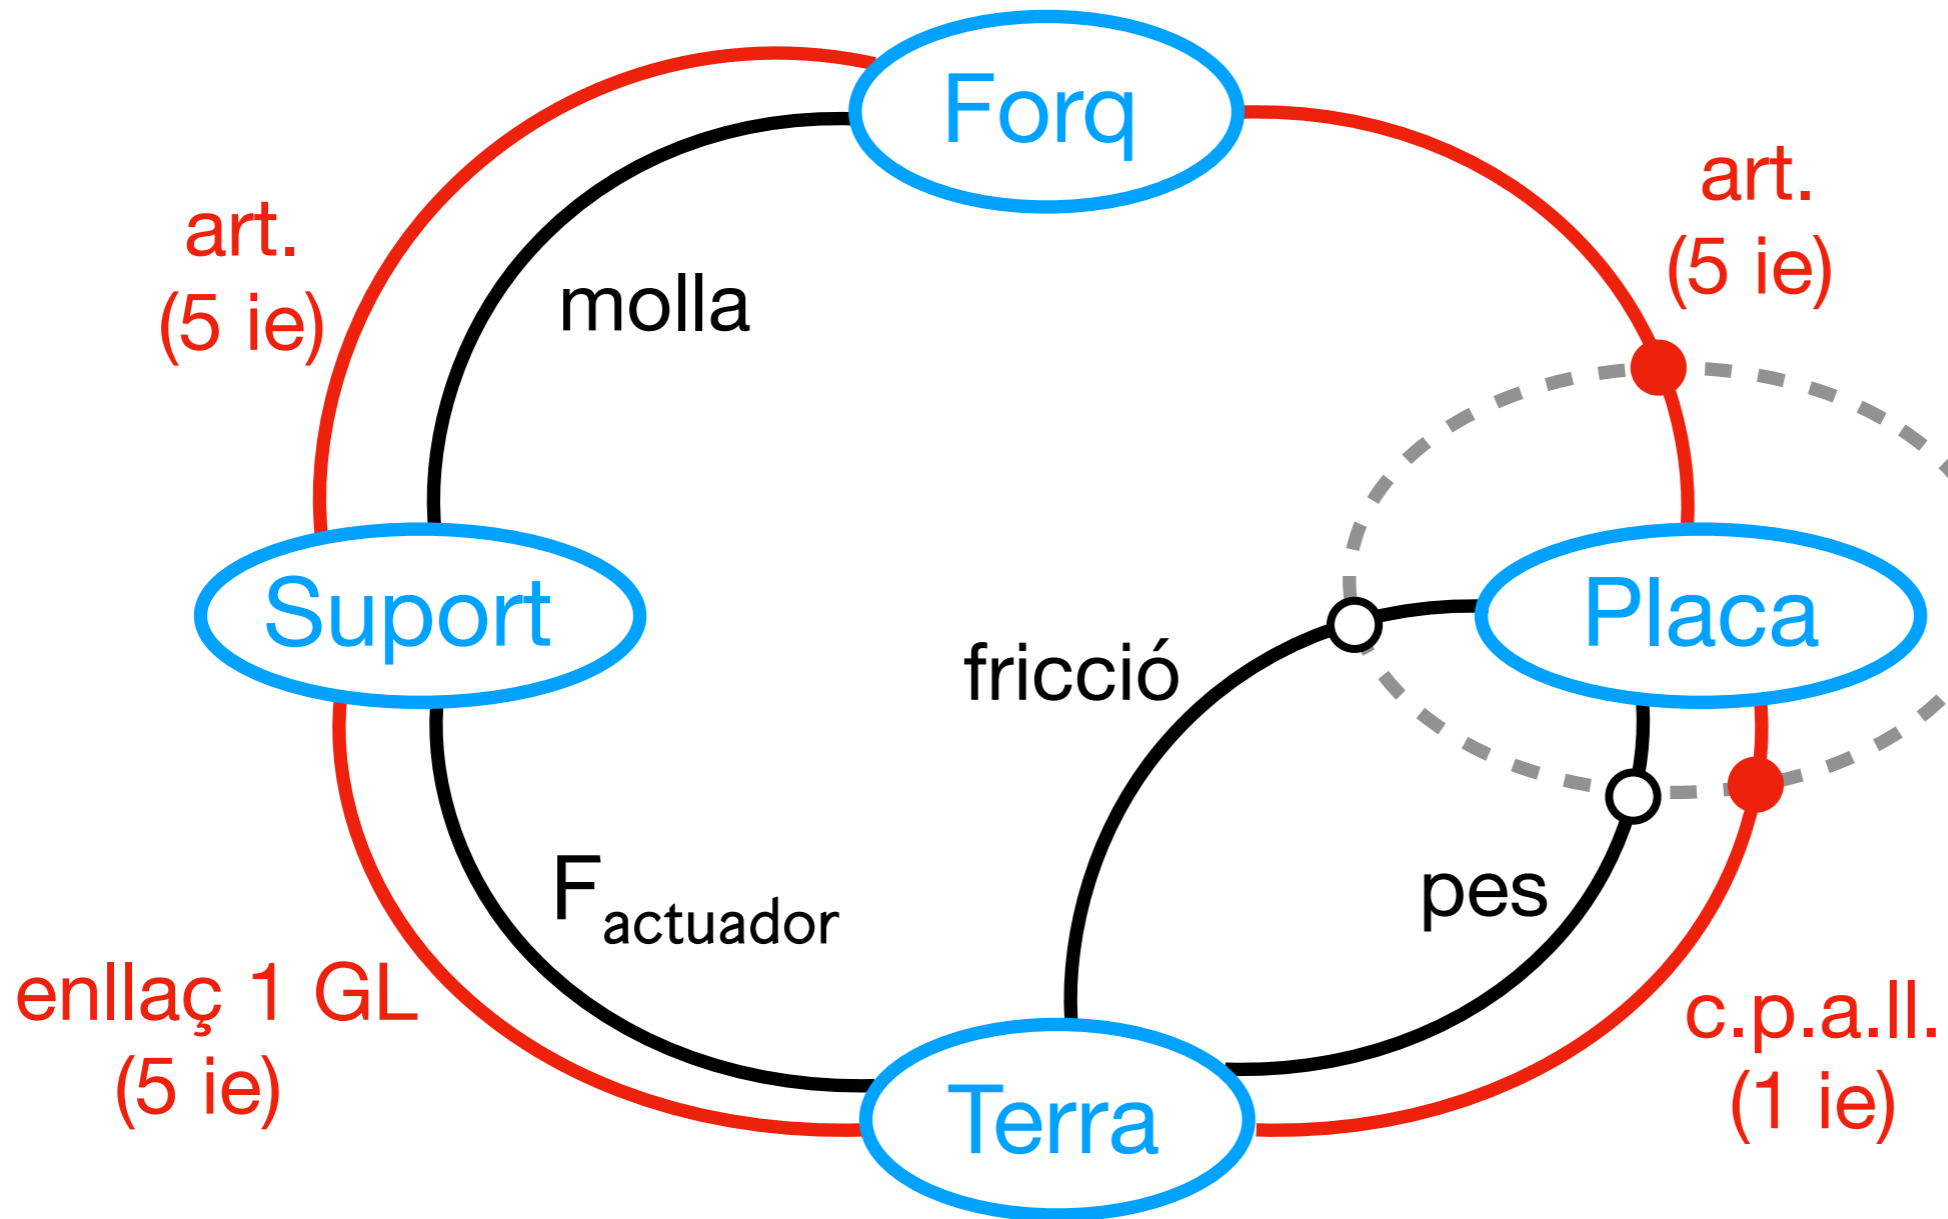 Forq
art.
(5 ie)
art.
(5 ie)
molla
Suport
Placa
fricció
F actuador
pes
enllaç 1 GL
(5 ie)
c.p.a.ll.
(1 ie)
Terra